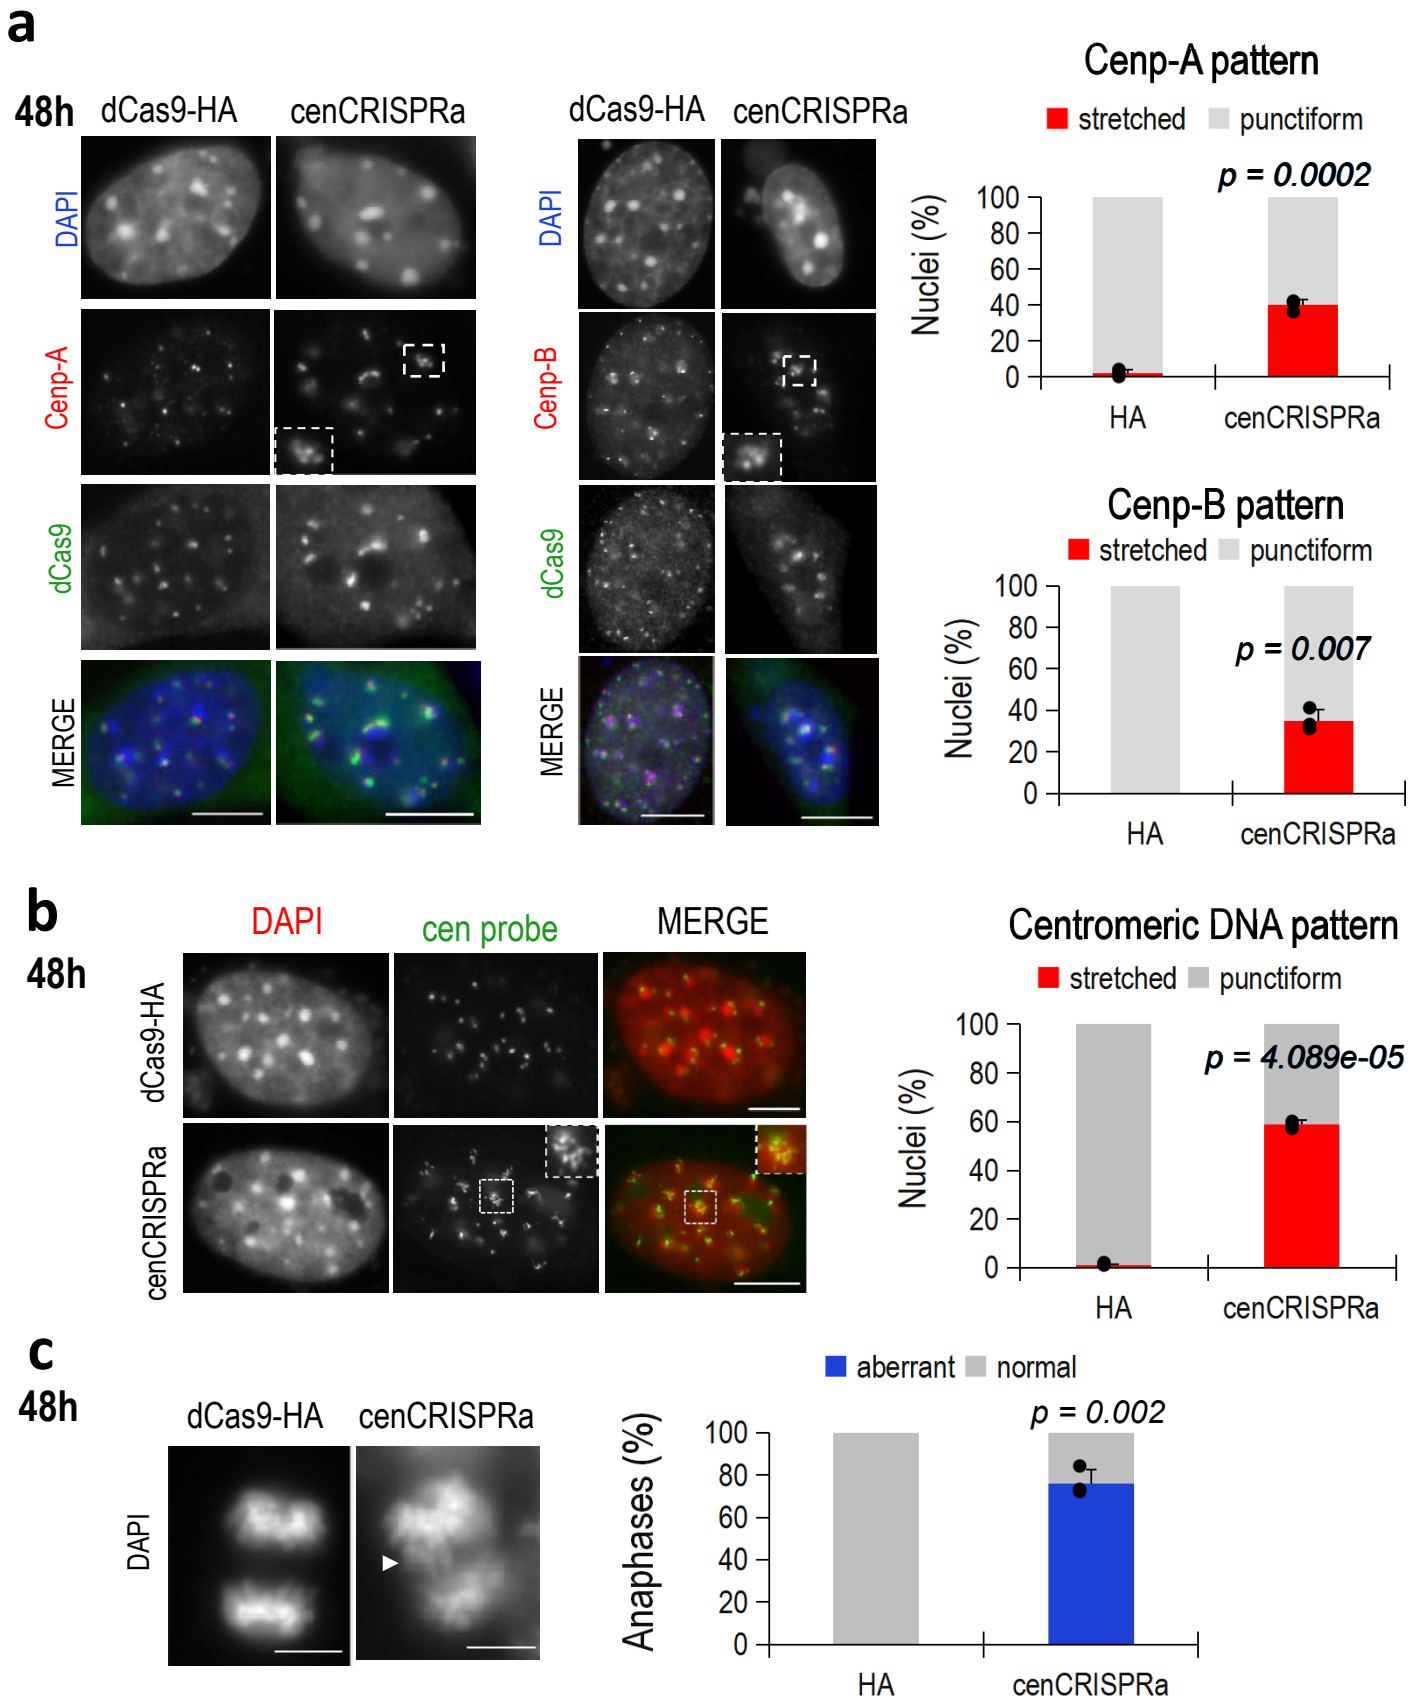 a
48h
dCas9-HA cenCRISPRa
DAPI
Cenp-A
dCas9
MERGE
dCas9-HA cenCRISPRa
DAPI
Cenp-B
dCas9
MERGE
Cenp-A pattern
stretched punctiform
p = 0.0002
Nuclei (%)
100
80
60
40
20
0
HA cenCRISPRa
Cenp-B pattern
stretched punctiform
p = 0.007
Nuclei (%)
100
80
60
40
20
0
HA cenCRISPRa
b
48h
DAPI cen probe MERGE
dCas9-HA
cenCRISPRa
Centromeric DNA pattern
stretched punctiform
p = 4.089e-05
Nuclei (%)
100
80
60
40
20
0
HA cenCRISPRa
c
48h
dCas9-HA cenCRISPRa
DAPI
aberrant normal
p = 0.002
Anaphases (%)
100
80
60
40
20
0
HA cenCRISPRa